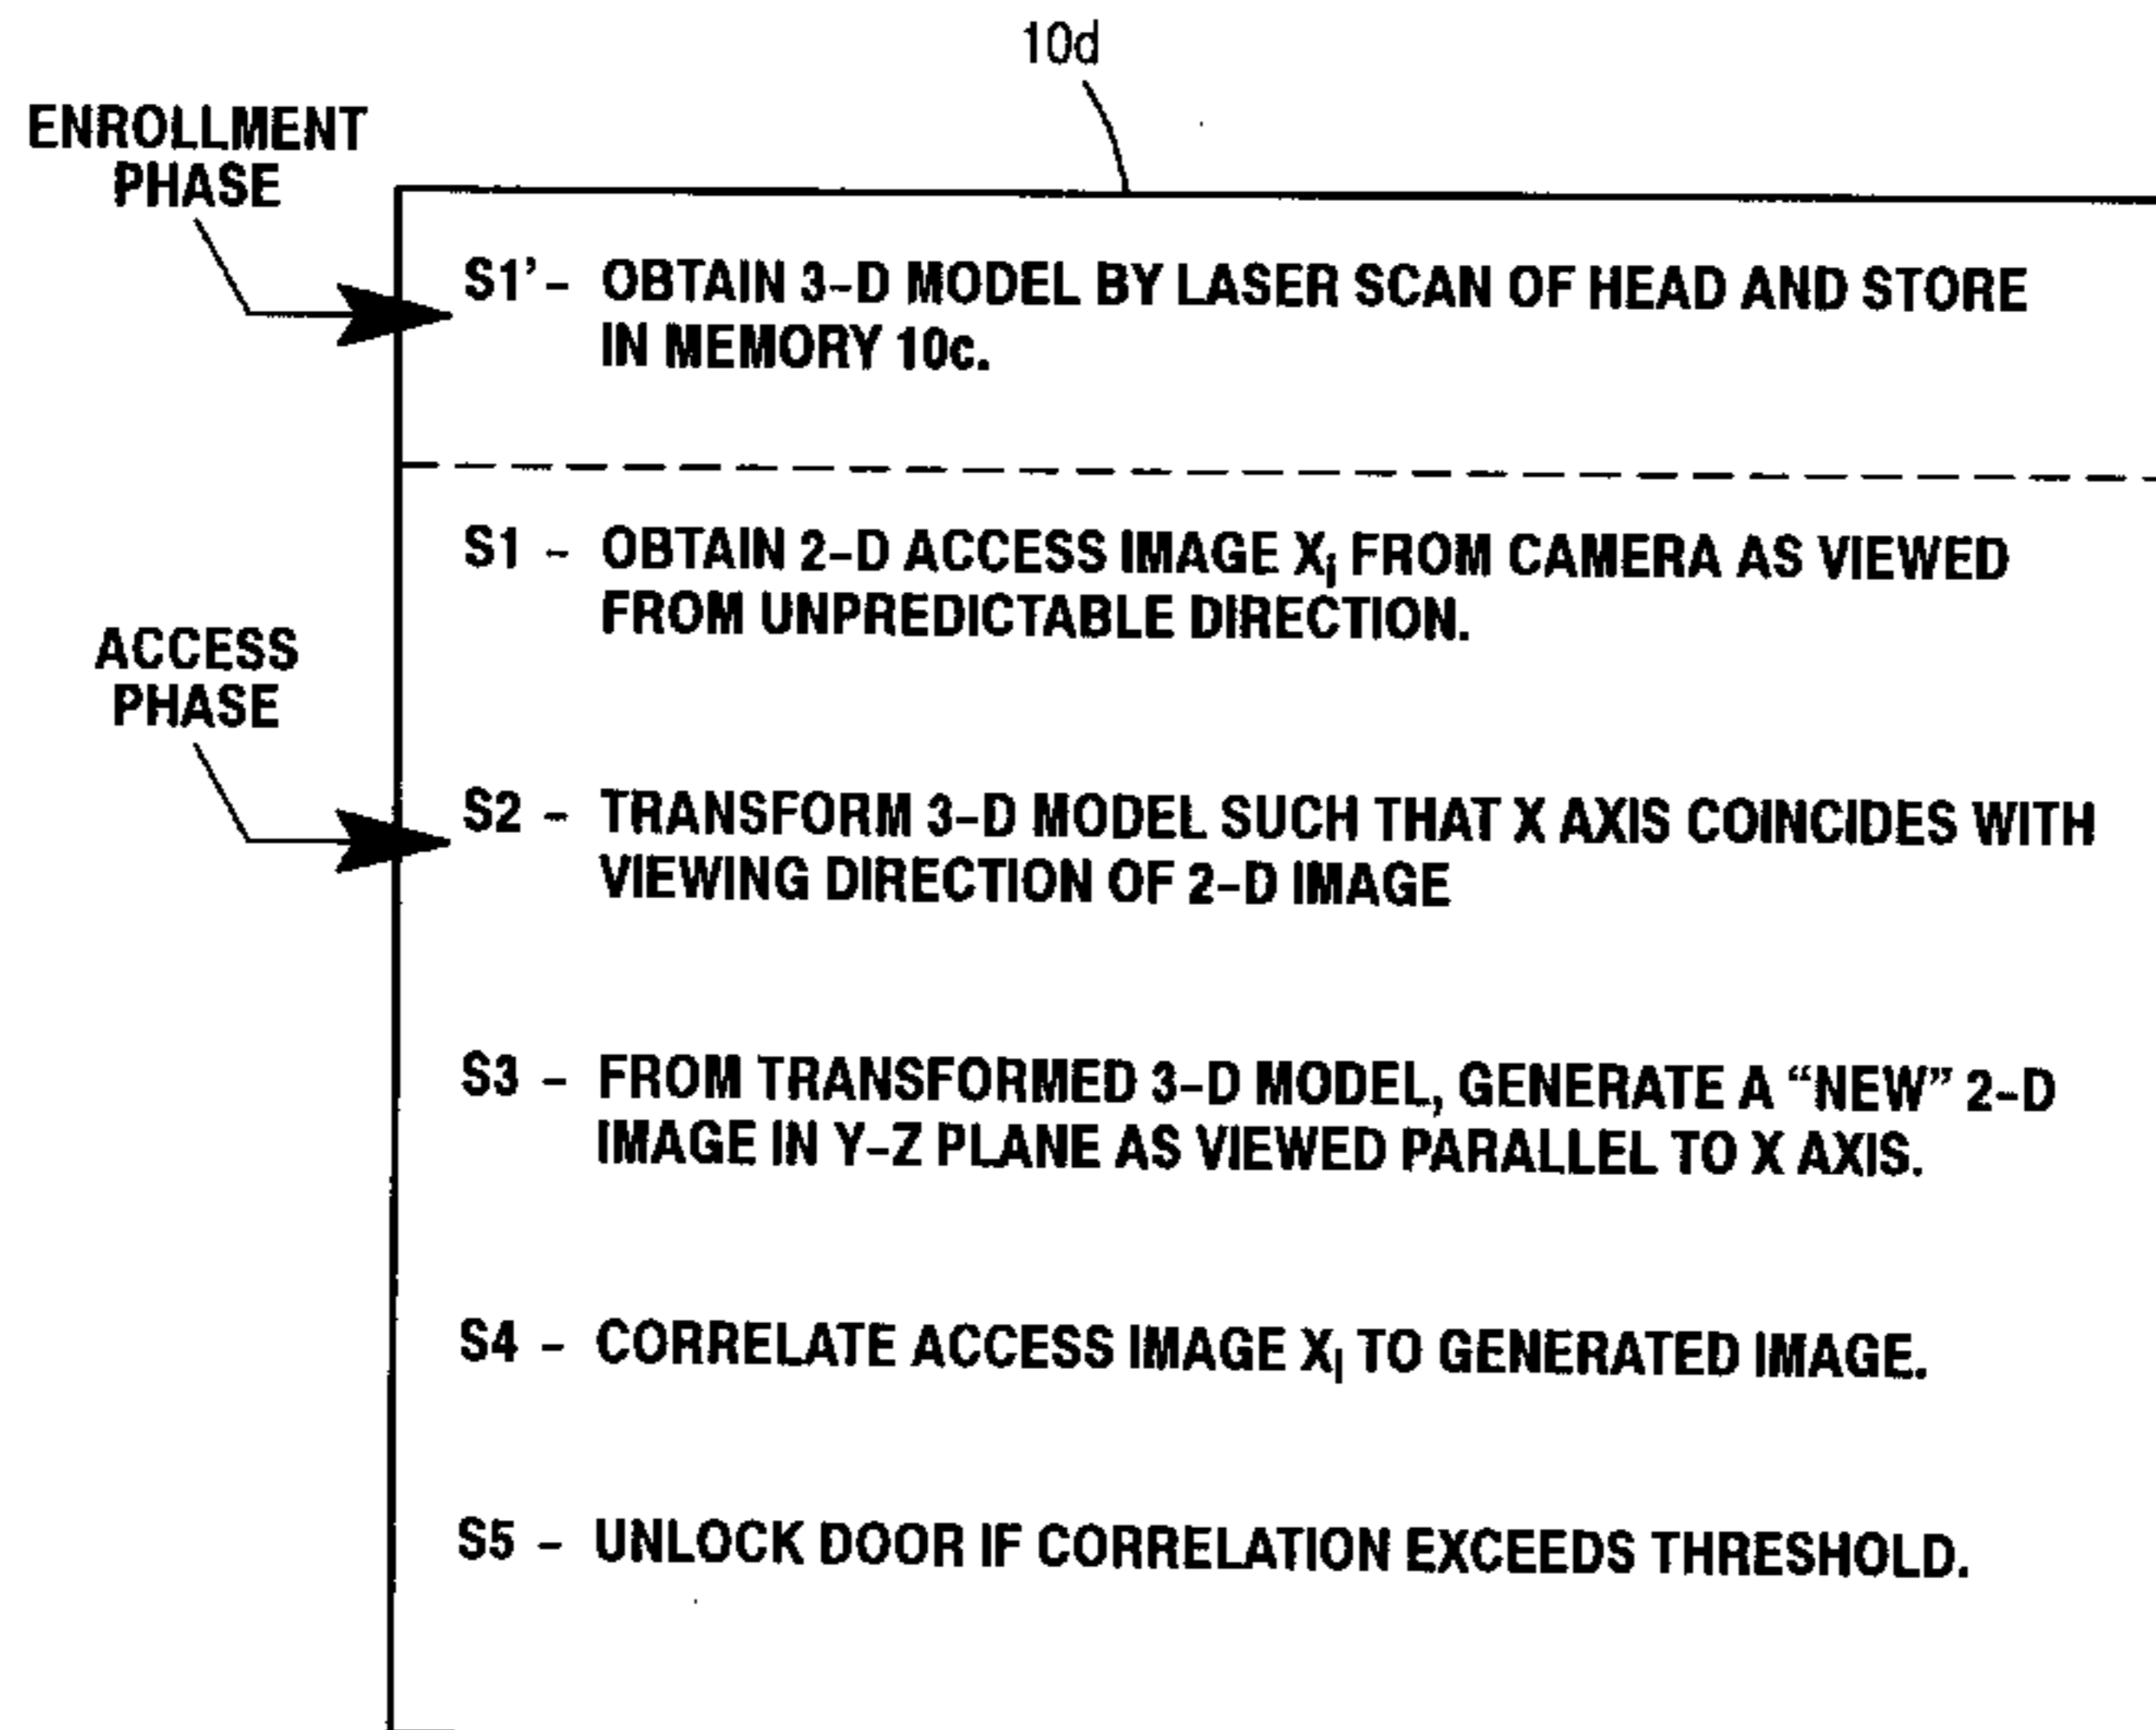 10d
ENROLLMENT
PHASE
S1' - OBTAIN 3-D MODEL BY LASER SCAN OF HEAD AND STORE
IN MEMORY 10c.
S1 - OBTAIN 2-D ACCESS IMAGE Xi FROM CAMERA AS VIEWED
FROM UNPREDICTABLE DIRECTION.
ACCESS
PHASE
S2 - TRANSFORM 3-D MODEL SUCH THAT X AXIS COINCIDES WITH
VIEWING DIRECTION OF 2-D IMAGE
S3 - FROM TRANSFORMED 3-D MODEL, GENERATE A “NEW” 2-D
IMAGE IN Y-Z PLANE AS VIEWED PARALLEL TO X AXIS.
S4 - CORRELATE ACCESS IMAGE Xi TO GENERATED IMAGE.
S5 - UNLOCK DOOR IF CORRELATION EXCEEDS THRESHOLD.